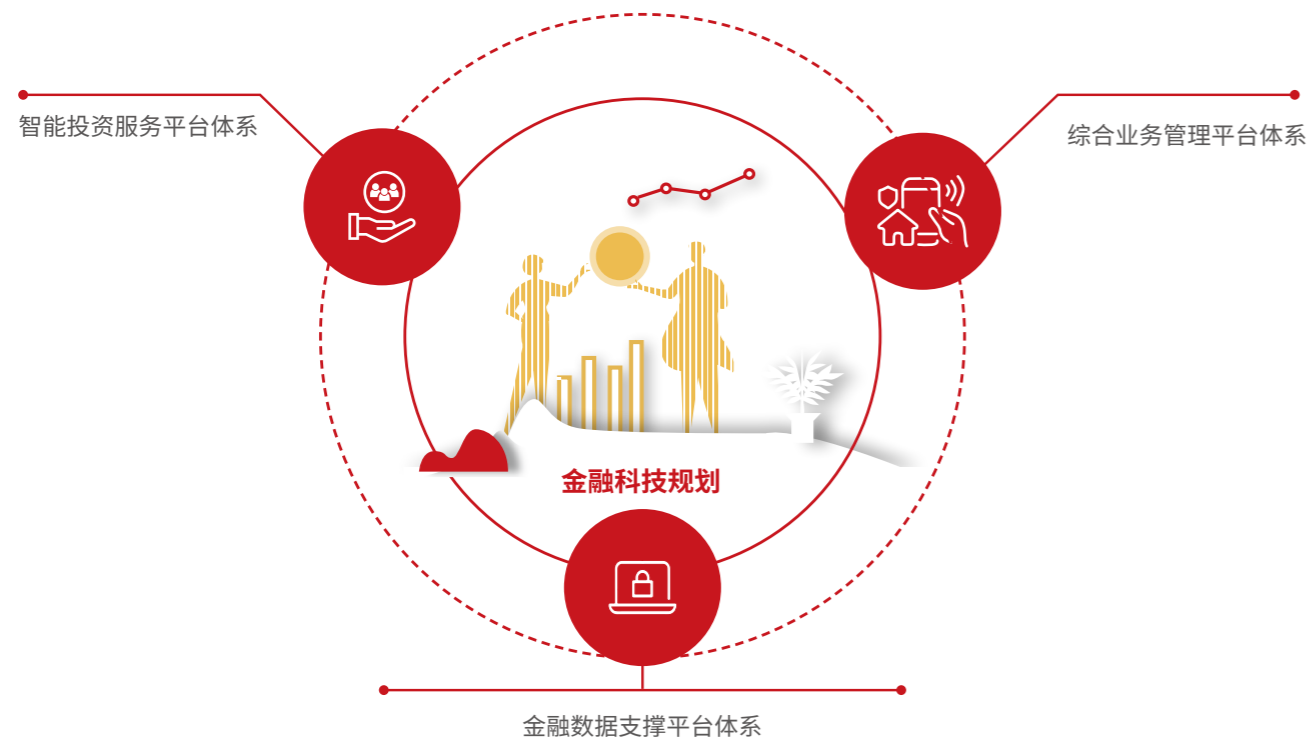 智能投资服务平台体系
综合业务管理平台体系
金融科技规划
金融数据支撑平台体系